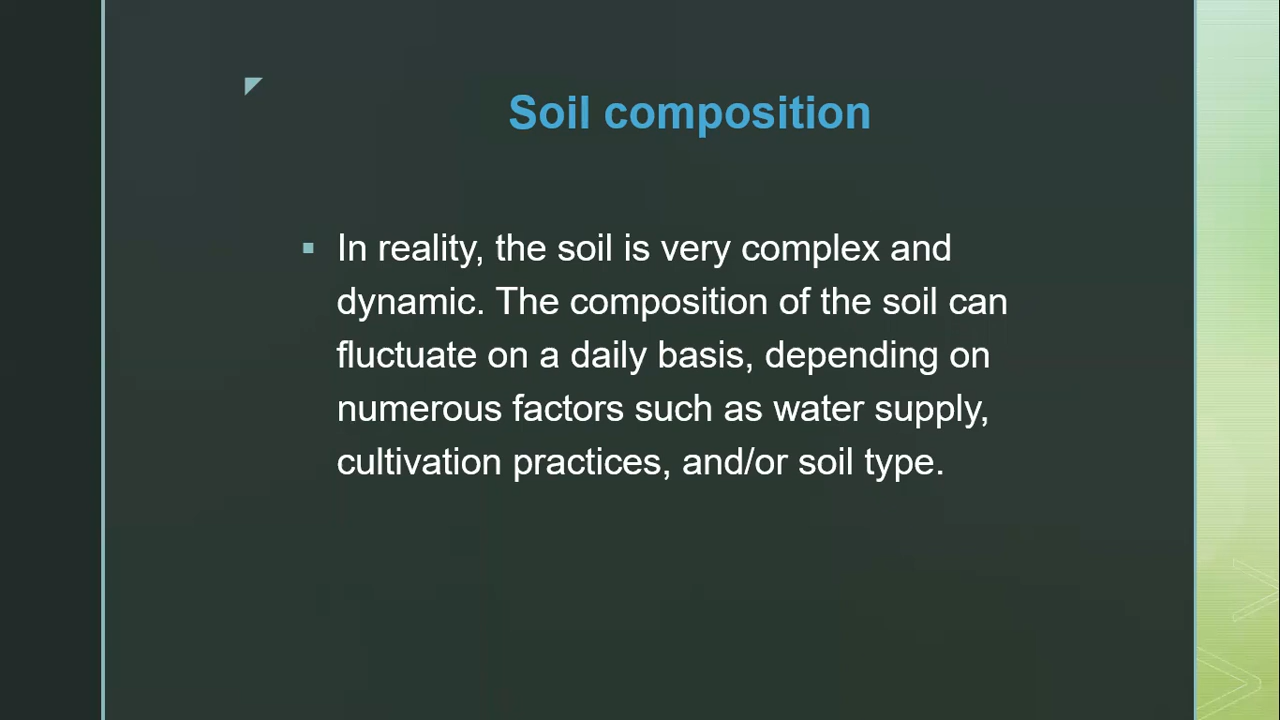 Soil composition
▪ In reality, the soil is very complex and
dynamic. The composition of the soil can
fluctuate on a daily basis, depending on
numerous factors such as water supply,
cultivation practices, and/or soil type.